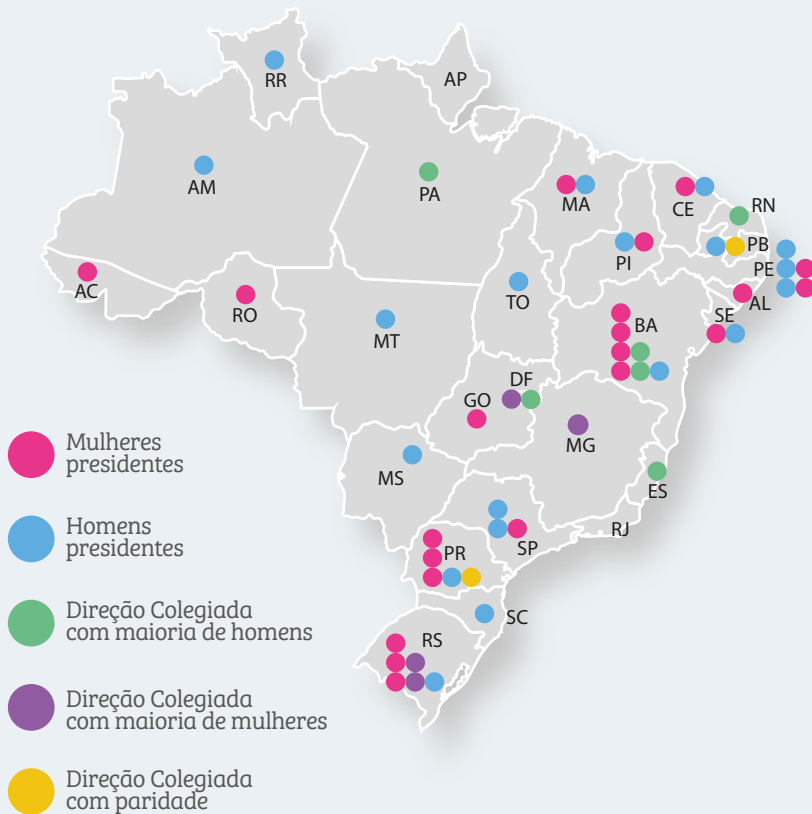 RR
AP
AM
PA
MA
CE
RN
PB
PI
PE
AC
RO
TO
AL
SE
BA
MT
DF
GO
Mulheres
presidentes
MG
MS
ES
Homens
presidentes
RJ
SP
PR
Direção Colegiada
com maioria de homens
SC
RS
Direção Colegiada
com maioria de mulheres
Direção Colegiada
com paridade